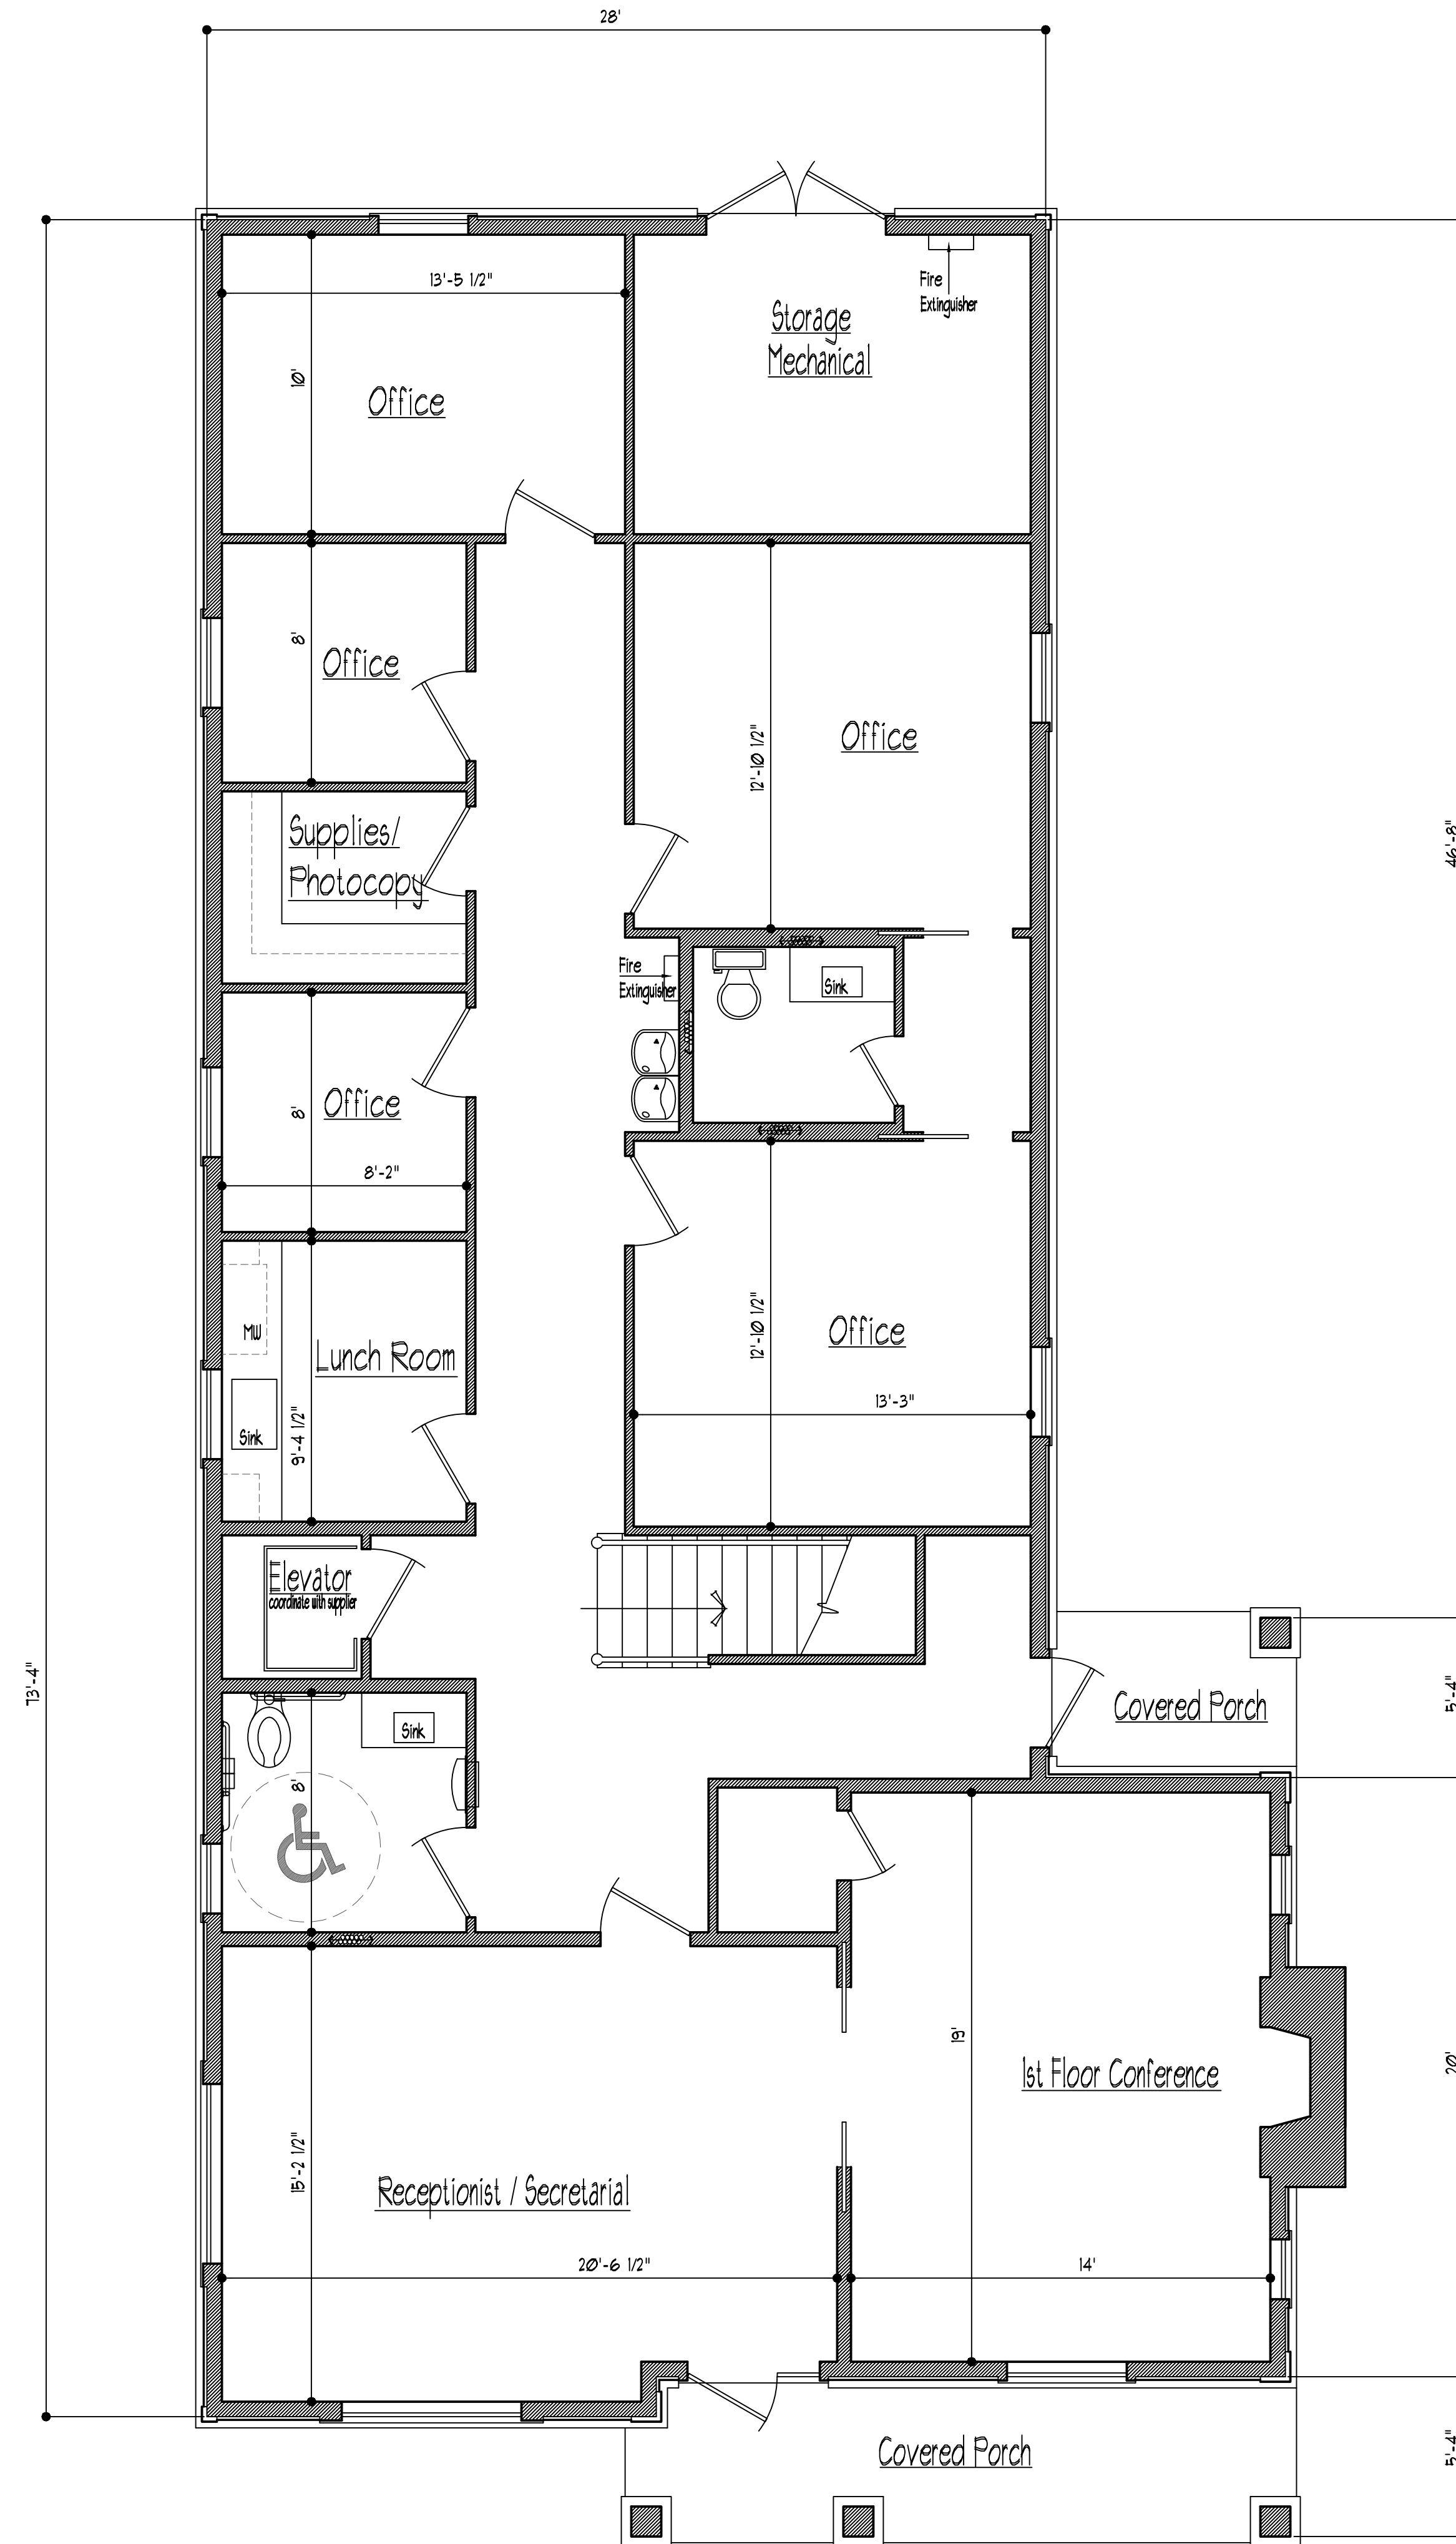 28'
13'-5 1/2"
Fire
Extinguisher
Storage
Mechanical
10'
Office
8'
Office
12'-10 1/2"
Office
46'-8"
Supplies/
Photocopy
Fire
Extinguisher
Sink
8'
Office
8'-2"
MW
Lunch Room
Sink
9'-4 1/2"
12'-10 1/2"
Office
13'-3"
Elevator
coordinate with supplier
73'-4"
5'-4"
Covered Porch
Sink
8'
19'
20'
1st Floor Conference
15'-2 1/2"
Receptionist / Secretarial
20'-6 1/2"
14'
Covered Porch
5'-4"